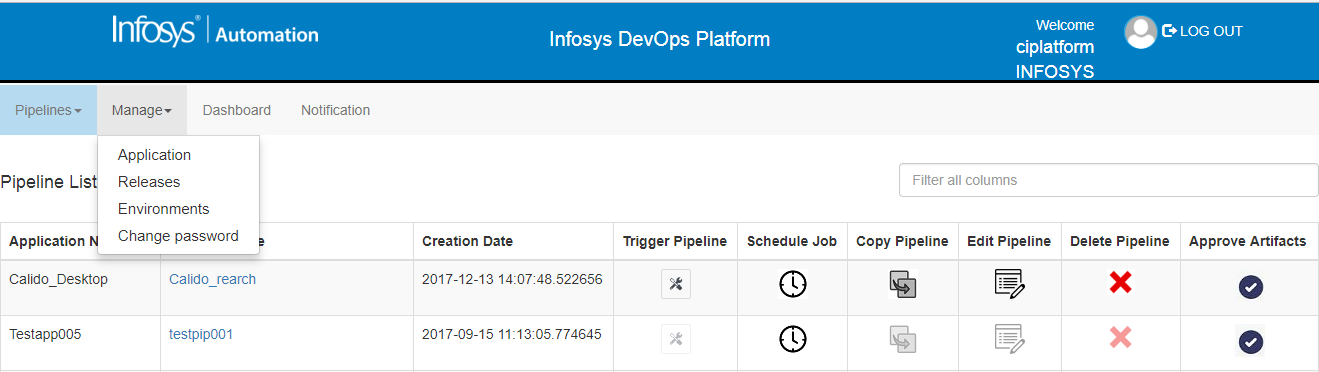 Infosys® | Automation
Infosys DevOps Platform
Welcome
ciplatform
INFOSYS
LOG OUT
Pipelines
Manage
Dashboard
Notification
Application
Releases
Environments
Change password
Pipeline List
Filter all columns
Application N e Creation Date Trigger Pipeline Schedule Job Copy Pipeline Edit Pipeline Delete Pipeline Approve Artifacts
Calido_Desktop Calido_rearch 2017-12-13 14:07:48.522656
Testapp005 testpip001 2017-09-15 11:13:05.774645